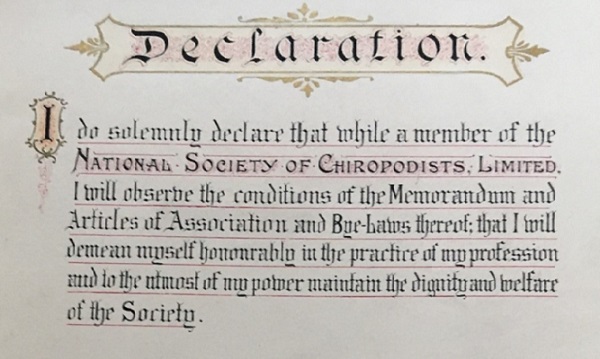 Declaration.
I do solemnly declare that while a member of the
NATIONAL · SOCIETY OF CHIROPODISTS, LIMITED,
I will observe the conditions of the Memorandum and
Articles of Association and Bye-Laws thereof; that I will
demean myself honourably in the practice of my profession
and to the utmost of my power maintain the dignity and welfare
of the Society.